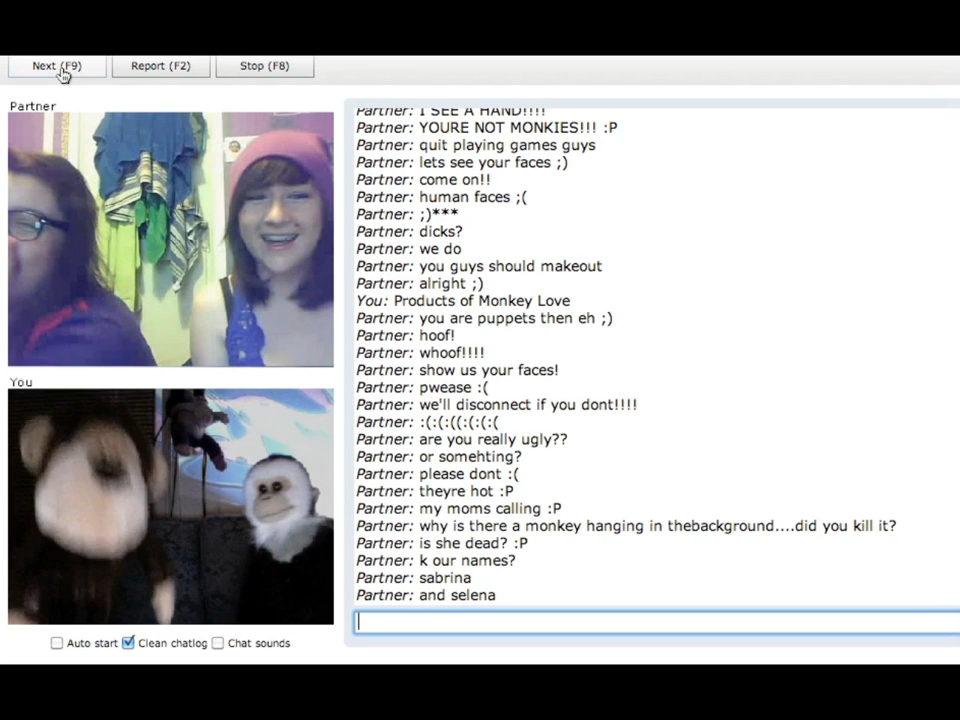 Next (F9) Report (F2) Stop (F8)
Partner
Partner: I SEE A HAND!!!!
Partner: YOURE NOT MONKIES!!! :P
Partner: quit playing games guys
Partner: lets see your faces ;)
Partner: come on!!
Partner: human faces ;(
Partner: ;)***
Partner: dicks?
Partner: we do
Partner: you guys should makeout
Partner: alright ;)
You: Products of Monkey Love
Partner: you are puppets then eh ;)
Partner: hoof!
Partner: whoof!!!!
Partner: show us your faces!
Partner: pwease :(
Partner: we'll disconnect if you dont!!!!
Partner: :(:(:((:(:(:(
Partner: are you really ugly??
Partner: or somehting?
Partner: please dont :(
Partner: theyre hot :P
Partner: my moms calling :P
Partner: why is there a monkey hanging in thebackground....did you kill it?
Partner: is she dead? :P
Partner: k our names?
Partner: sabrina
Partner: and selena
You
Auto start Clean chatlog Chat sounds